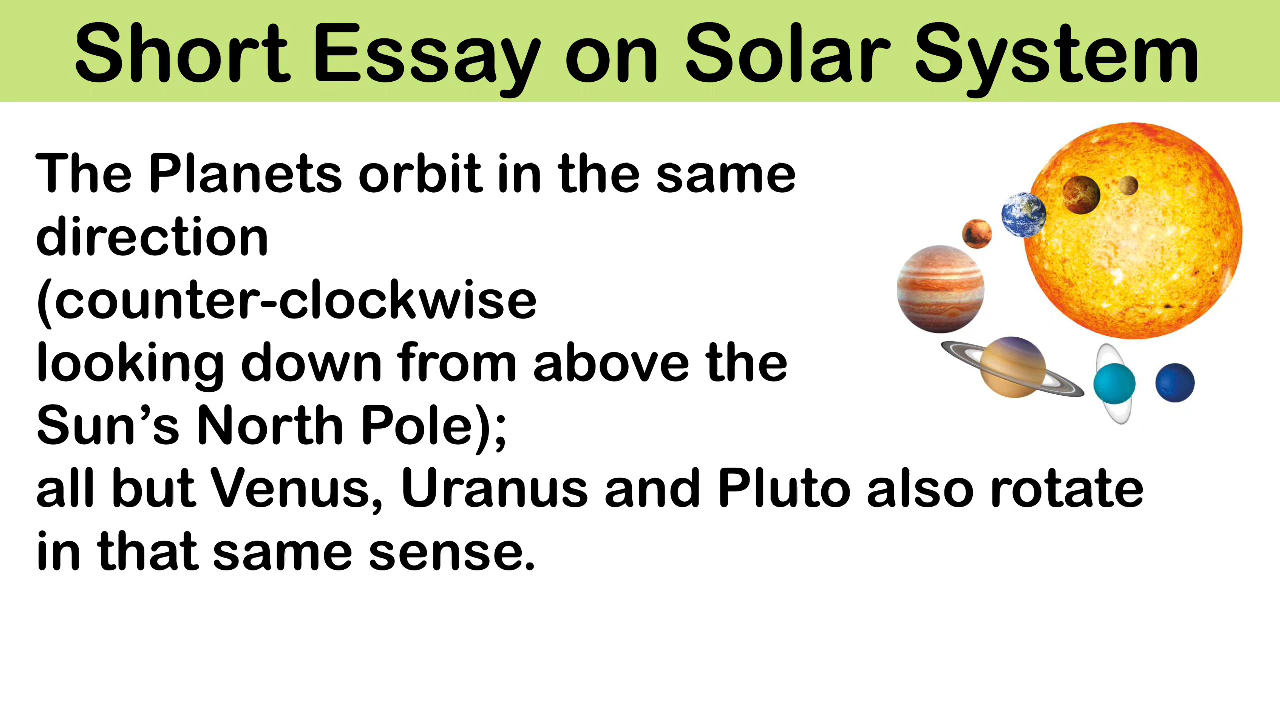 Short Essay on Solar System
The Planets orbit in the same
direction
(counter-clockwise
looking down from above the
Sun’s North Pole);
all but Venus, Uranus and Pluto also rotate
in that same sense.